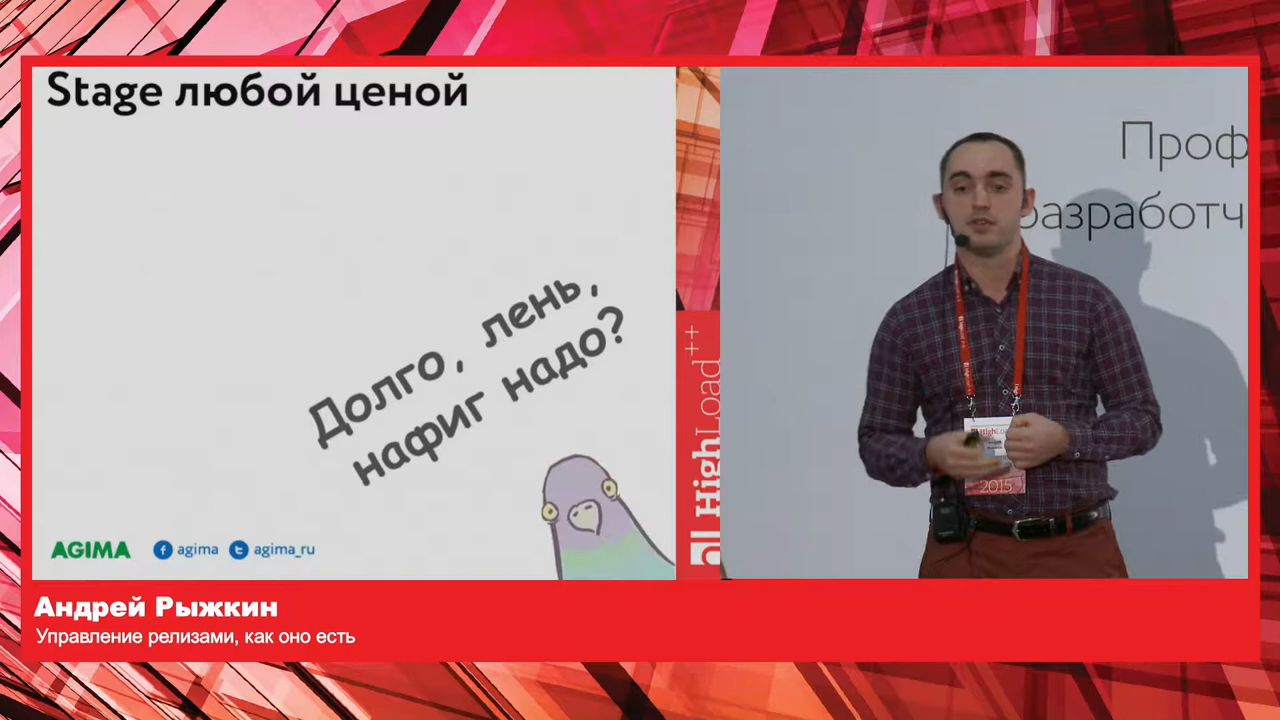 Stage любой ценой
Долго, лень,
нафиг надо?
AGIMA
agima
agima_ru
HighLoad++
Проф
разработч
2015
Андрей Рыжкин
Управление релизами, как оно есть